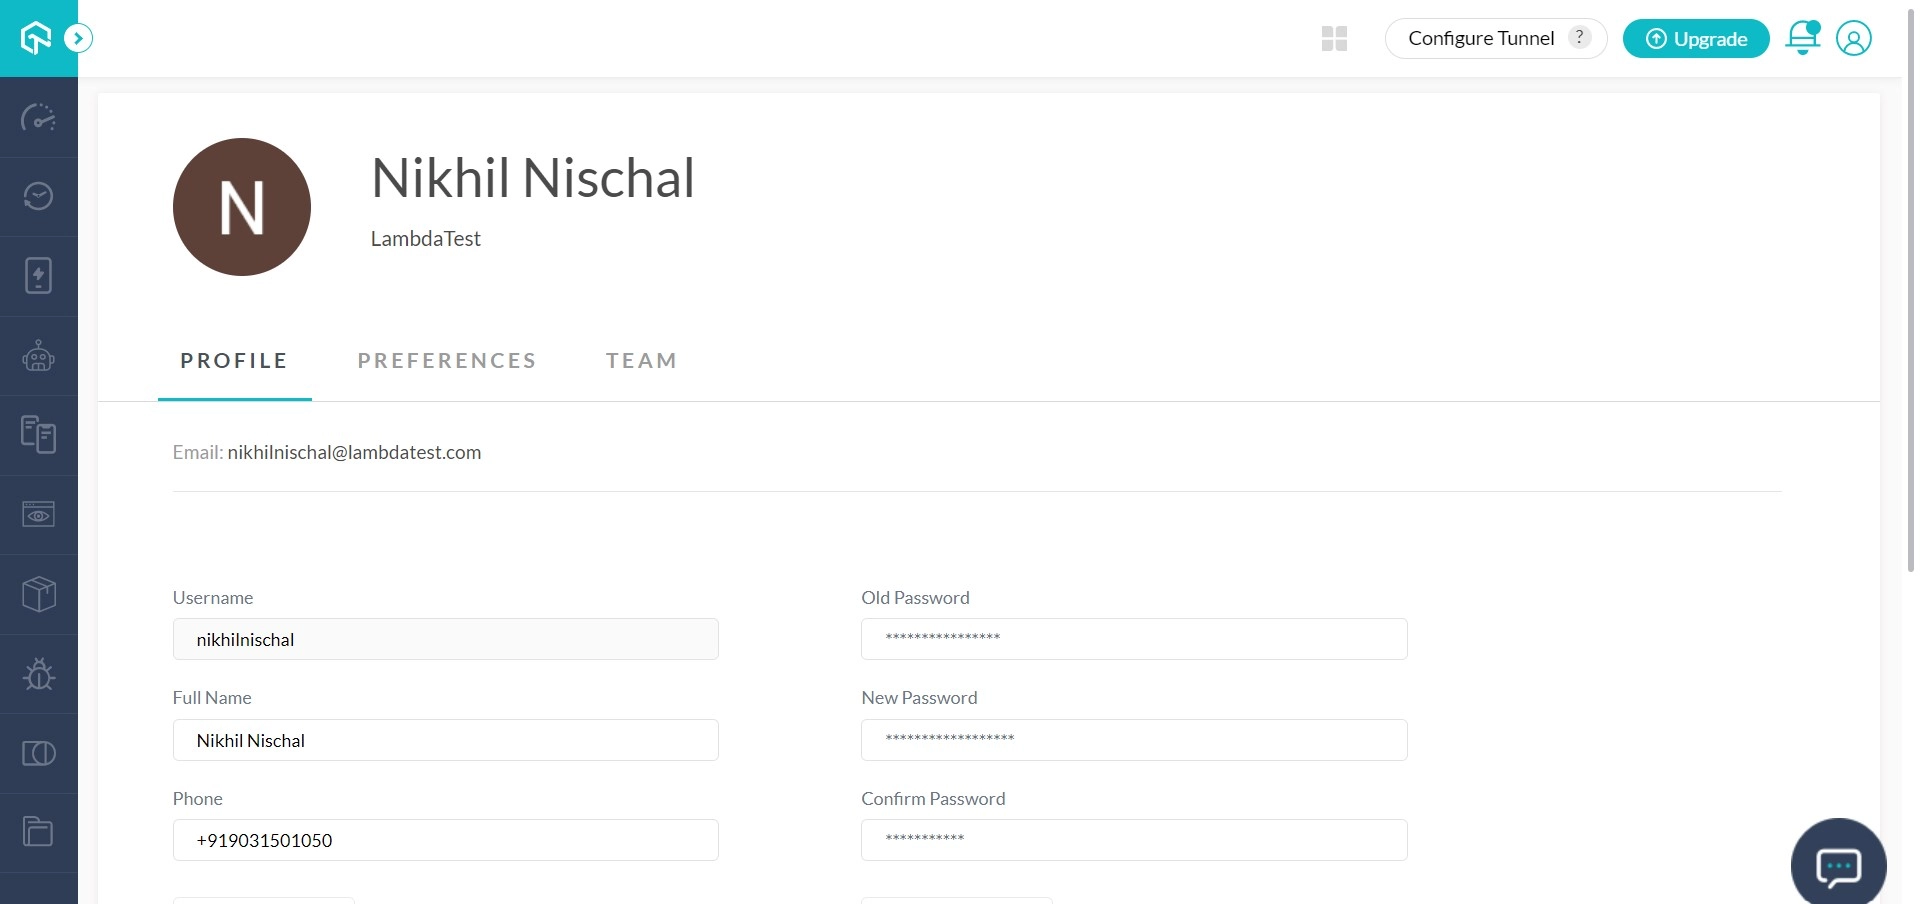 Configure Tunnel ?
Upgrade
N
Nikhil Nischal
LambdaTest
PROFILE PREFERENCES TEAM
Email: nikhilnischal@lambdatest.com
Username
nikhilnischal
Old Password
****************
Full Name
Nikhil Nischal
New Password
******************
Phone
+919031501050
Confirm Password
***********